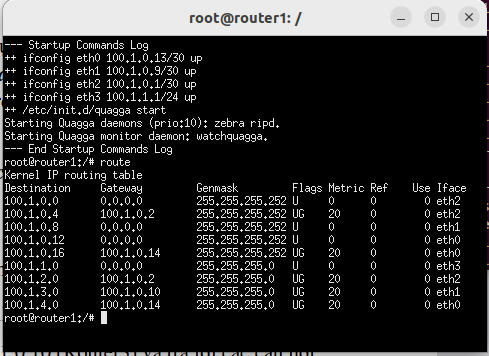 root@router1: /
--- Startup Commands Log
++ ifconfig eth0 100.1.0.13/30 up
++ ifconfig eth1 100.1.0.9/30 up
++ ifconfig eth2 100.1.0.1/30 up
++ ifconfig eth3 100.1.1.1/24 up
++ /etc/init.d/quagga start
Starting Quagga daemons (prio:10): zebra ripd.
Starting Quagga monitor daemon: watchquagga.
--- End Startup Commands Log
root@router1:/# route
Kernel IP routing table
Destination     Gateway         Genmask         Flags Metric Ref    Use Iface
100.1.0.0       0.0.0.0         255.255.255.252 U     0      0        0 eth2
100.1.0.4       100.1.0.2       255.255.255.252 UG    20     0        0 eth2
100.1.0.8       0.0.0.0         255.255.255.252 U     0      0        0 eth1
100.1.0.12      0.0.0.0         255.255.255.252 U     0      0        0 eth0
100.1.0.16      100.1.0.14      255.255.255.252 UG    20     0        0 eth0
100.1.1.0       0.0.0.0         255.255.255.0   U     0      0        0 eth3
100.1.2.0       100.1.0.2       255.255.255.0   UG    20     0        0 eth2
100.1.3.0       100.1.0.10      255.255.255.0   UG    20     0        0 eth1
100.1.4.0       100.1.0.14      255.255.255.0   UG    20     0        0 eth0
root@router1:/#